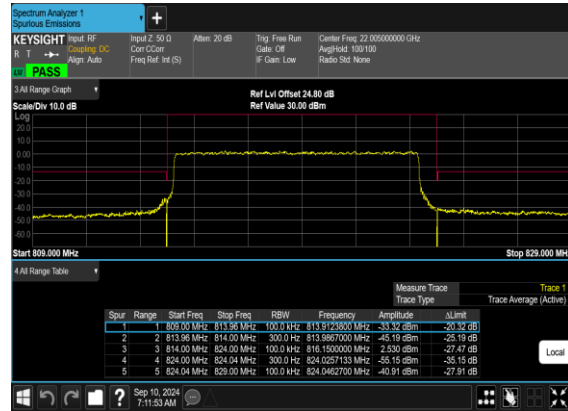 Spectrum Analyzer 1
Spurious Emissions
KEYSIGHT Input: RF Input Z: 50 Ω Atten: 20 dB Trig: Free Run Center Freq: 22.005000000 GHz
R T Coupling: DC Corr CCorr Gate: Off Avg|Hold: 100/100
Align: Auto Freq Ref: Int (S) IF Gain: Low Radio Std: None
PASS
3 All Range Graph
Ref Lvl Offset 24.80 dB
Scale/Div 10.0 dB Ref Value 30.00 dBm
Log
20.0
10.0
0.00
-10.0
-20.0
-30.0
-40.0
-50.0
-60.0
Start 809.000 MHz Stop 829.000 MH
4 All Range Table
Measure Trace Trace 1
Trace Type Trace Average (Active)
Spur Range Start Freq Stop Freq RBW Frequency Amplitude ΔLimit
1 1 809.00 MHz 813.96 MHz 100.0 kHz 813.9123800 MHz -33.32 dBm -20.32 dB
2 2 813.96 MHz 814.00 MHz 300.0 Hz 813.9867000 MHz -45.19 dBm -25.19 dB
3 3 814.00 MHz 824.00 MHz 100.0 kHz 816.1500000 MHz 2.530 dBm -27.47 dB
4 4 824.00 MHz 824.04 MHz 300.0 Hz 824.0257133 MHz -55.15 dBm -35.15 dB
5 5 824.04 MHz 829.00 MHz 100.0 kHz 824.0462700 MHz -40.91 dBm -27.91 dB
Local
? Sep 10, 2024
7:11:53 AM